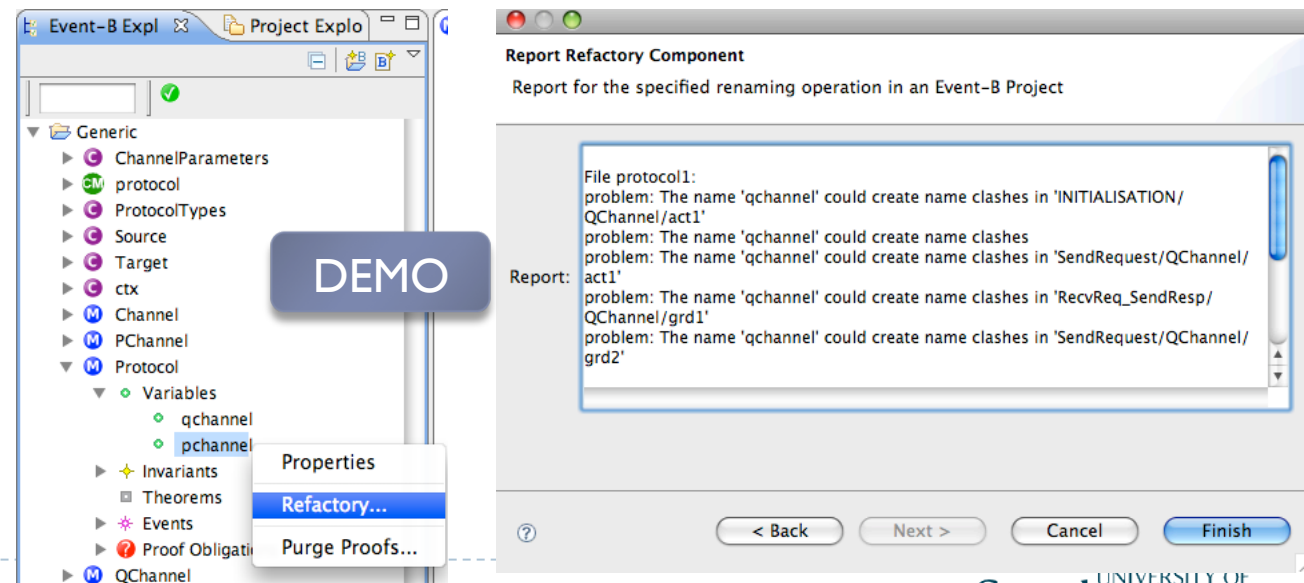 Event-B Expl
Project Explo
Generic
ChannelParameters
protocol
ProtocolTypes
Source
Target
ctx
Channel
PChannel
Protocol
Variables
qchannel
pchannel
Invariants
Theorems
Events
Proof Obligati
QChannel
Properties
Refactory...
Purge Proofs...
DEMO
Report Refactory Component
Report for the specified renaming operation in an Event-B Project
Report:
File protocol1:
problem: The name 'qchannel' could create name clashes in 'INITIALISATION/
QChannel/act1'
problem: The name 'qchannel' could create name clashes
problem: The name 'qchannel' could create name clashes in 'SendRequest/QChannel/
act1'
problem: The name 'qchannel' could create name clashes in 'RecvReq_SendResp/
QChannel/grd1'
problem: The name 'qchannel' could create name clashes in 'SendRequest/QChannel/
grd2'
< Back
Next >
Cancel
Finish
UNIVERSITY OF